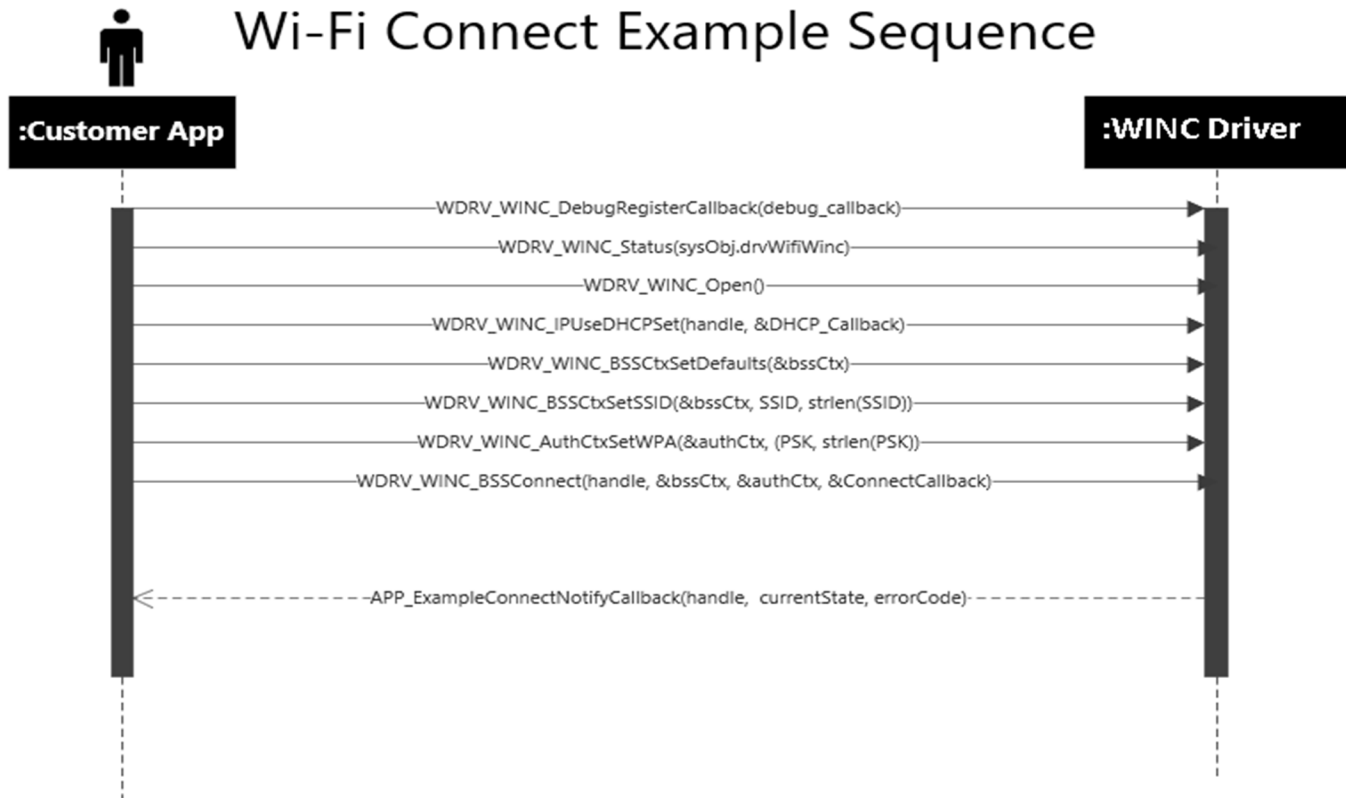 Wi-Fi Connect Example Sequence
:Customer App
:WINC Driver
WDRV_WINC_DebugRegisterCallback(debug_callback)
WDRV_WINC_Status(sysObj.drvWifiWinc)
WDRV_WINC_Open()
WDRV_WINC_IPUseDHCPSet(handle, &DHCP_Callback)
WDRV_WINC_BSSCtxSetDefaults(&bssCtx)
WDRV_WINC_BSSCtxSetSSID(&bssCtx, SSID, strlen(SSID))
WDRV_WINC_AuthCtxSetWPA(&authCtx, (PSK, strlen(PSK))
WDRV_WINC_BSSConnect(handle, &bssCtx, &authCtx, &ConnectCallback)
APP_ExampleConnectNotifyCallback(handle, currentState, errorCode)